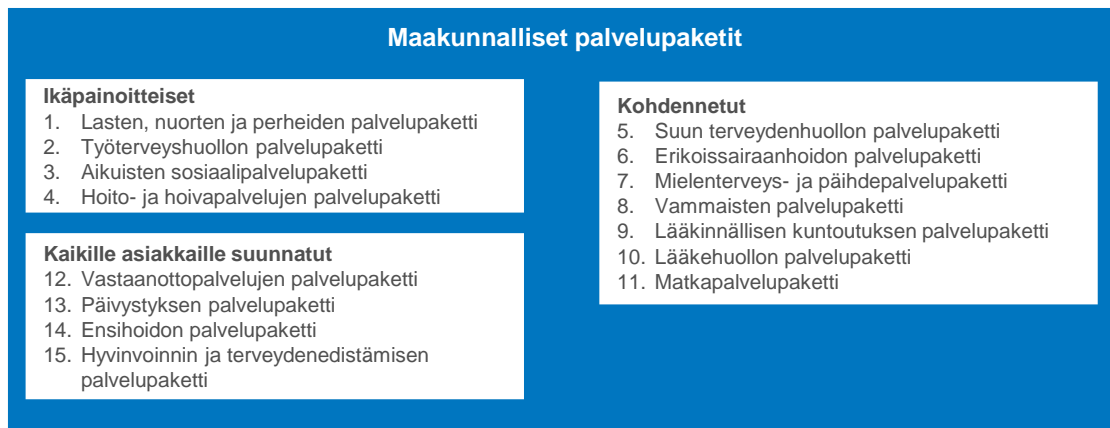 Maakunnalliset palvelupaketit
Ikäpainoitteiset
1. Lasten, nuorten ja perheiden palvelupaketti
2. Työterveyshuollon palvelupaketti
3. Aikuisten sosiaalipalvelupaketti
4. Hoito- ja hoivapalvelujen palvelupaketti
Kohdennetut
5. Suun terveydenhuollon palvelupaketti
6. Erikoissairaanhoidon palvelupaketti
7. Mielenterveys- ja päihdepalvelupaketti
8. Vammaisten palvelupaketti
9. Lääkinnällisen kuntoutuksen palvelupaketti
10. Lääkehuollon palvelupaketti
11. Matkapalvelupaketti
Kaikille asiakkaille suunnatut
12. Vastaanottopalvelujen palvelupaketti
13. Päivystyksen palvelupaketti
14. Ensihoidon palvelupaketti
15. Hyvinvoinnin ja terveydenedistämisen
palvelupaketti